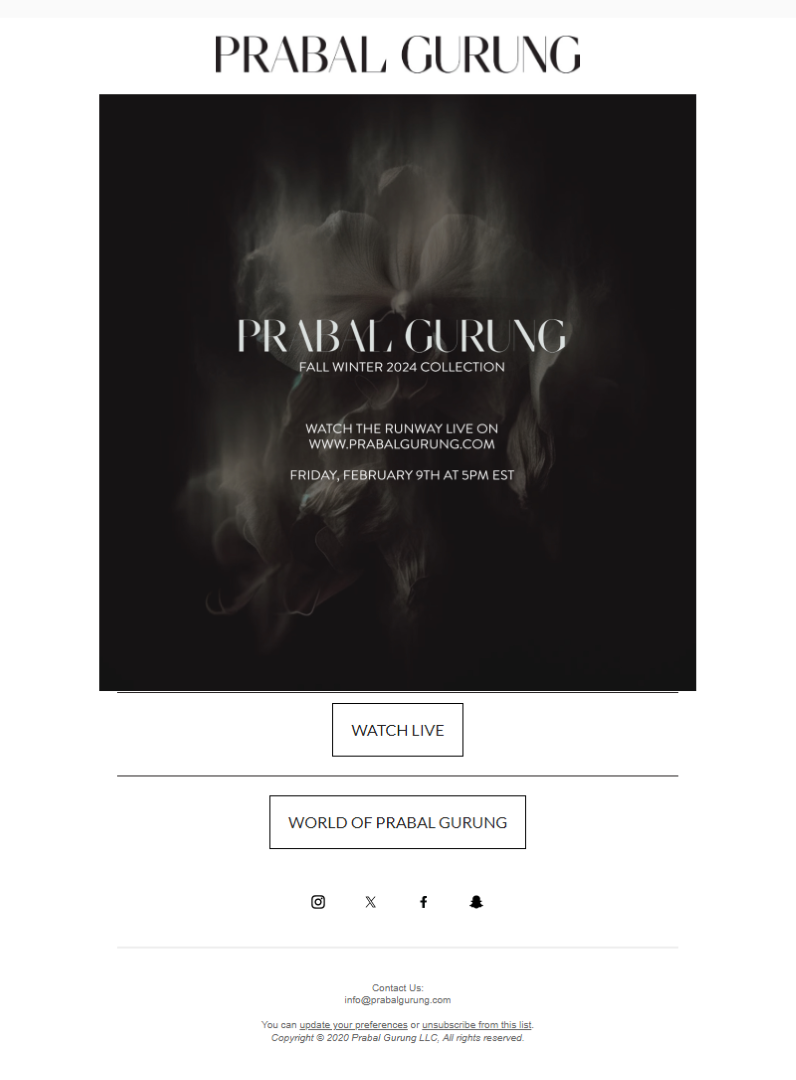 PRABAL GURUNG
PRABAL GURUNG
FALL WINTER 2024 COLLECTION
WATCH THE RUNWAY LIVE ON
WWW.PRABALGURUNG.COM
FRIDAY, FEBRUARY 9TH AT 5PM EST
WATCH LIVE
WORLD OF PRABAL GURUNG
Contact Us:
info@prabalgurung.com
You can update your preferences or unsubscribe from this list.
Copyright © 2020 Prabal Gurung LLC, All rights reserved.